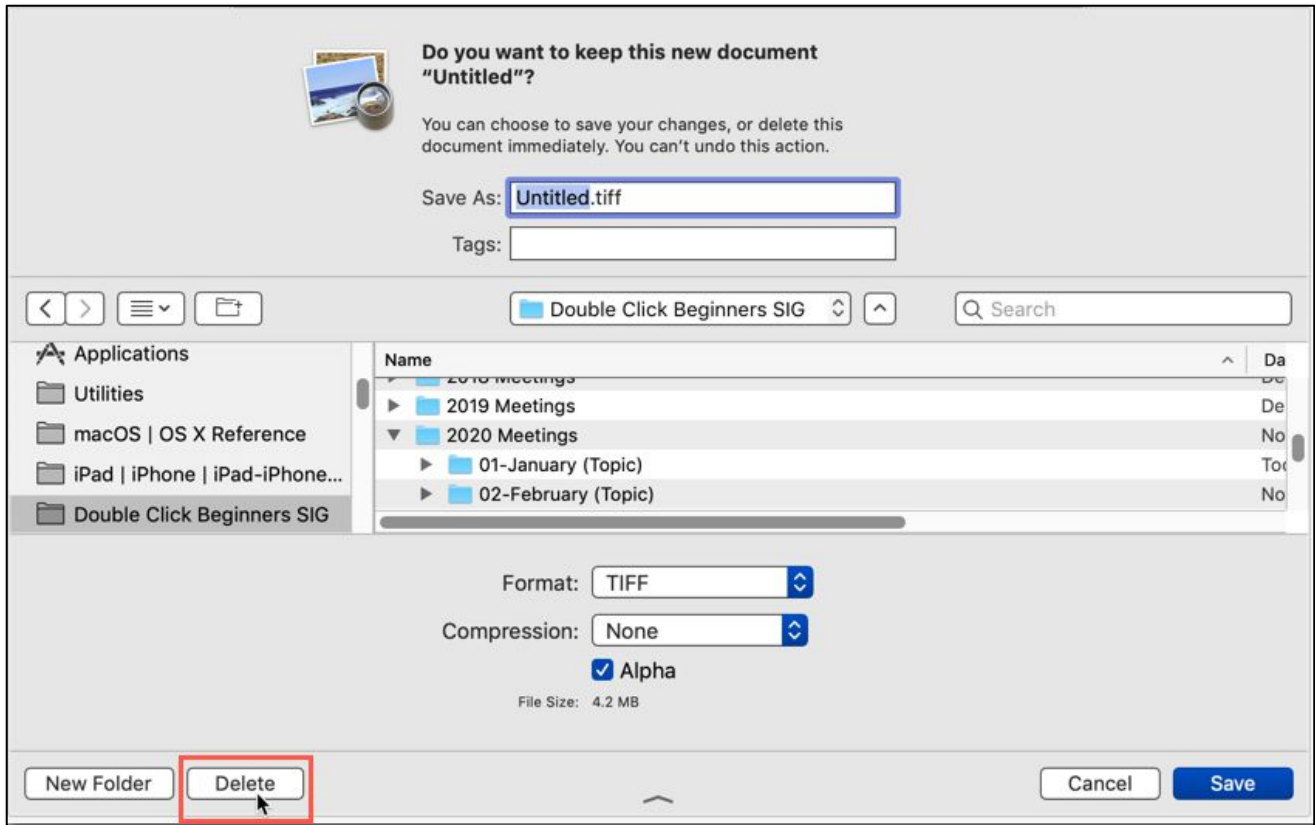 Do you want to keep this new document
“Untitled”?
You can choose to save your changes, or delete this
document immediately. You can’t undo this action.
Save As: Untitled.tiff
Tags:
Double Click Beginners SIG
Search
Applications
Utilities
macOS | OS X Reference
iPad | iPhone | iPad-iPhone...
Double Click Beginners SIG
Name Da
2018 Meetings De
2019 Meetings De
2020 Meetings No
01-January (Topic) Too
02-February (Topic) No
Format: TIFF
Compression: None
Alpha
File Size: 4.2 MB
New Folder
Delete
Cancel
Save